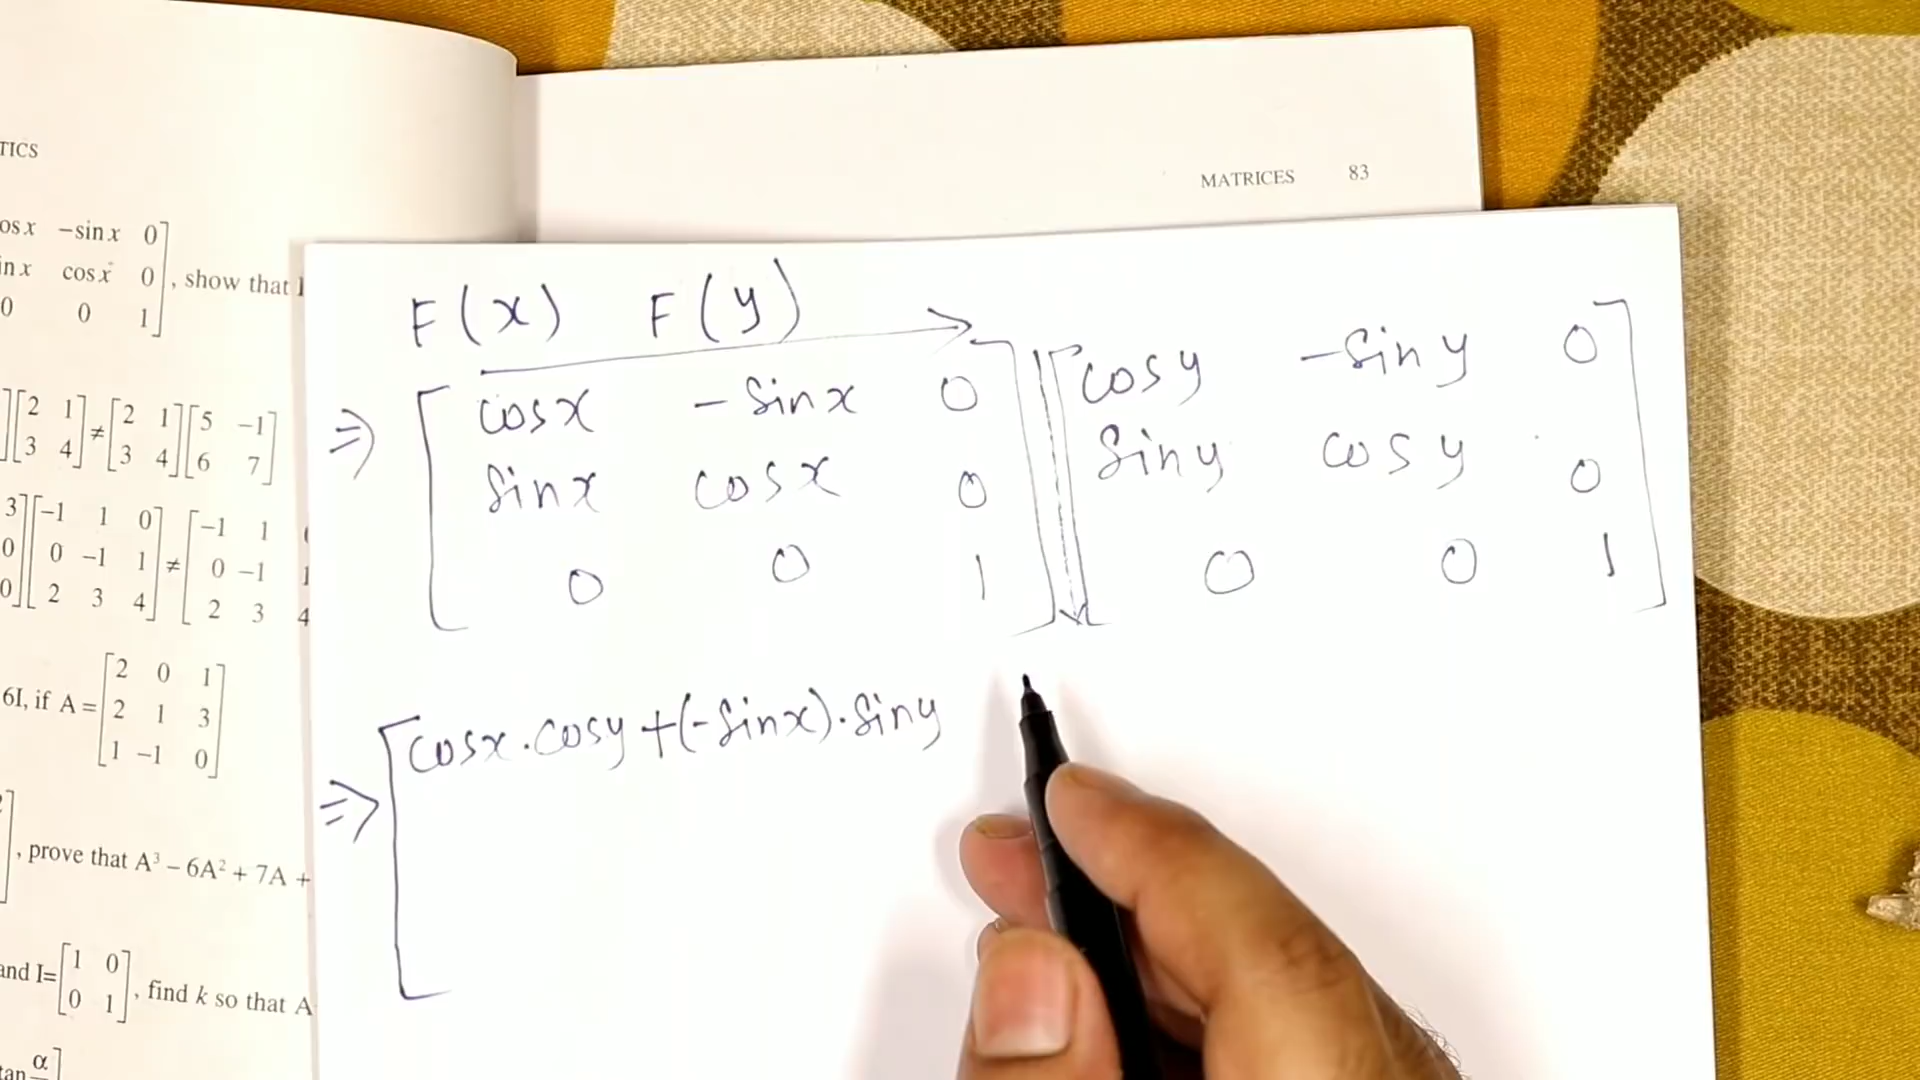 TICS
MATRICES 83
osx −sin x 0
in x cos x 0 , show that
0 0 1
][2 1] ≠ [2 1][5 −1]
3 4 3 4 6 7
3][−1 1 0] ≠ [−1 1
0 0 −1 1 0 −1 1
0 2 3 4 2 3 4
6I, if A = [2 0 1]
2 1 3
1 −1 0
, prove that A³ – 6A² + 7A +
and I= [1 0]
0 1 , find k so that A
tan α
F(x) F(y)
⇒ [cosx −sinx 0] [cosy −siny 0]
sinx cosx 0 siny cosy 0
0 0 1 0 0 1
⇒ [cosx.cosy+(-sinx).siny